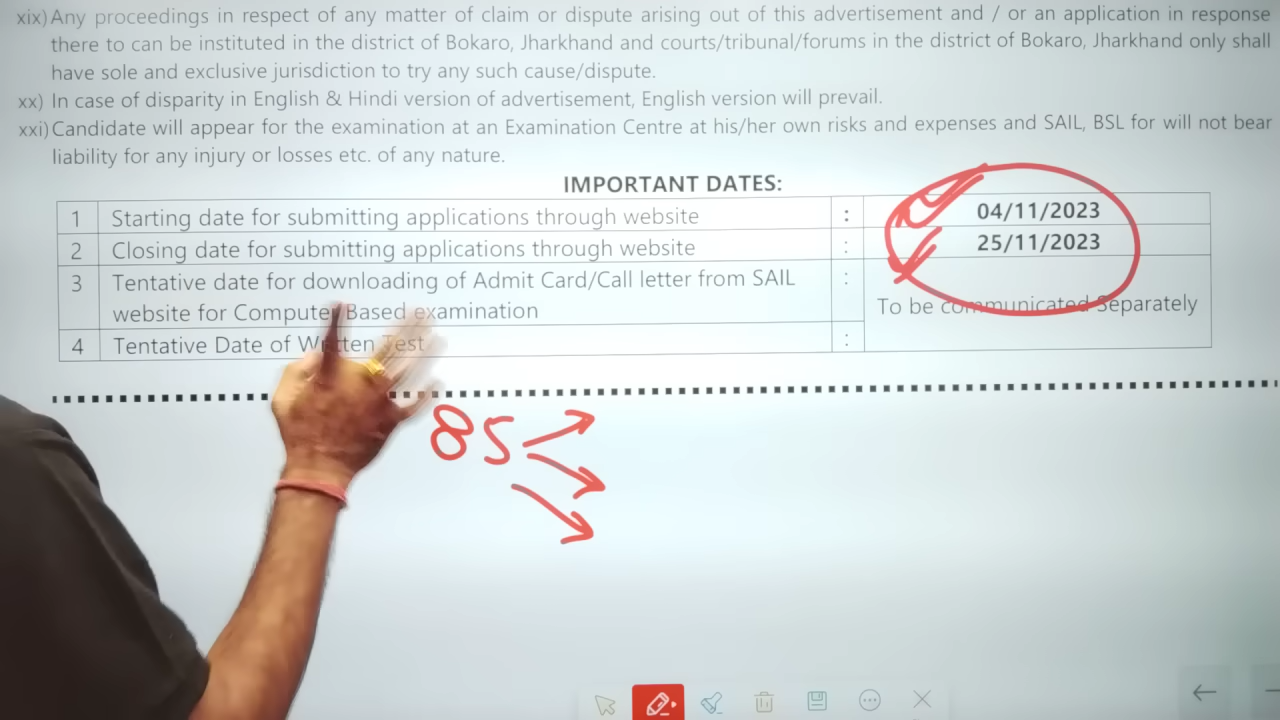 xix) Any proceedings in respect of any matter of claim or dispute arising out of this advertisement and / or an application in response
there to can be instituted in the district of Bokaro, Jharkhand and courts/tribunal/forums in the district of Bokaro, Jharkhand only shall
have sole and exclusive jurisdiction to try any such cause/dispute.
xx) In case of disparity in English & Hindi version of advertisement, English version will prevail.
xxi) Candidate will appear for the examination at an Examination Centre at his/her own risks and expenses and SAIL, BSL for will not bear
liability for any injury or losses etc. of any nature.
IMPORTANT DATES:
1 Starting date for submitting applications through website : 04/11/2023
2 Closing date for submitting applications through website : 25/11/2023
3 Tentative date for downloading of Admit Card/Call letter from SAIL :
website for Computer Based examination To be communicated Separately
4 Tentative Date of Written Test :
85